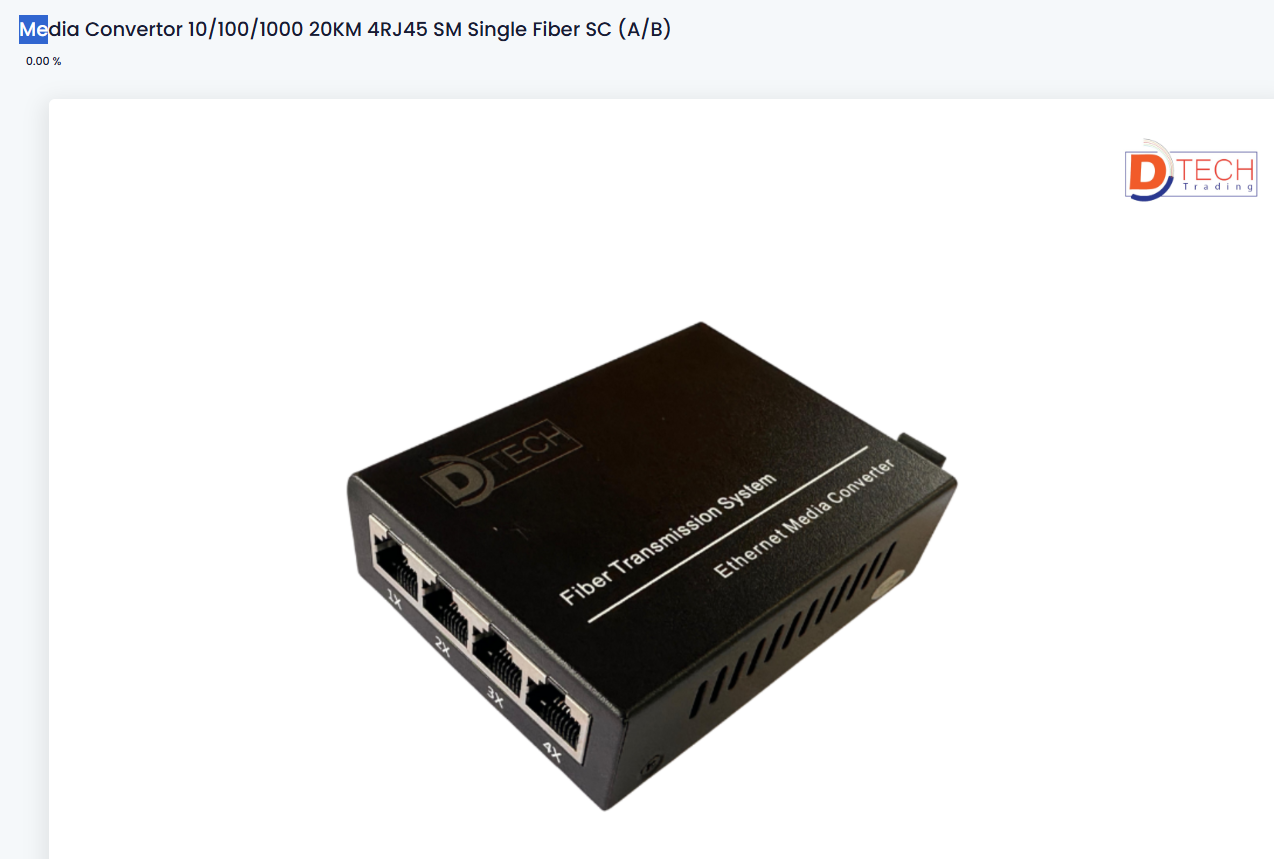 Media Convertor 10/100/1000 20KM 4RJ45 SM Single Fiber SC (A/B)
0.00 %
D TECH
Trading
D TECH
Fiber Transmission System
Ethernet Media Converter
1X
2X
3X
4X